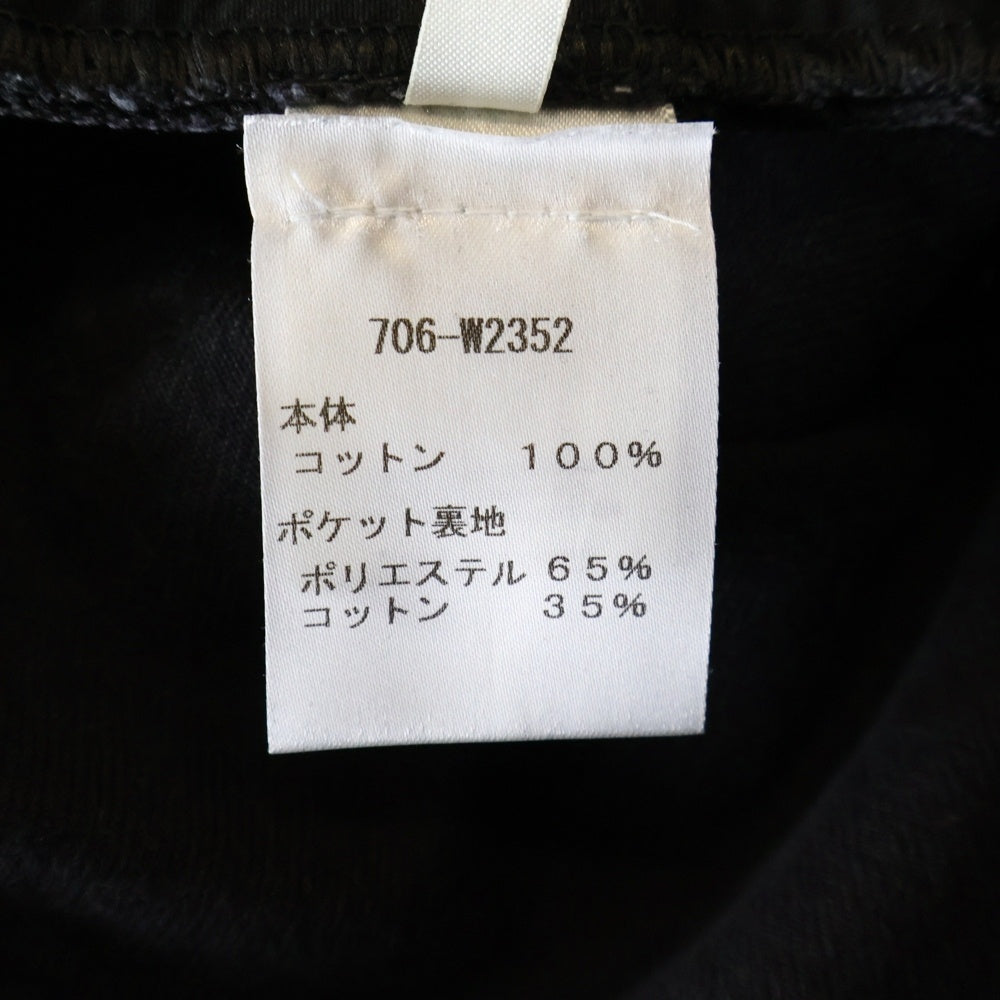 706-W2352
本体
コットン 100%
ポケット裏地
ポリエステル 65%
コットン 35%